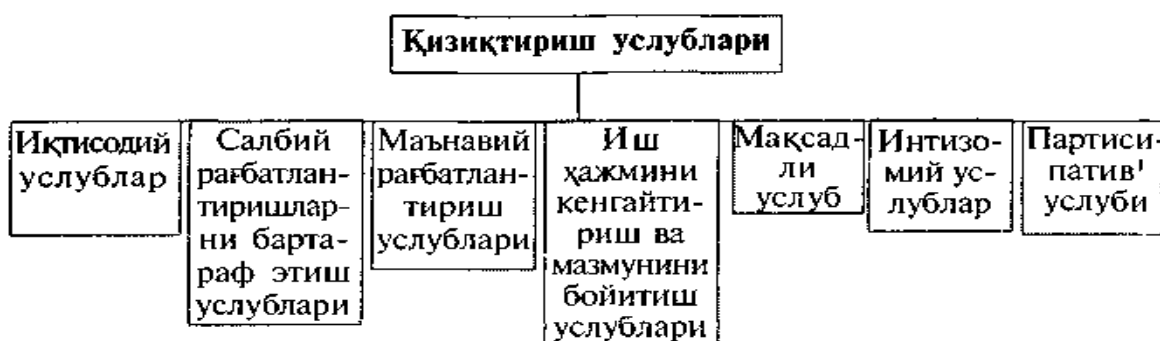 Қизиқтириш услублари
Иқтисодий
услублар
Салбий
рағбатлан-
тиришлар-
ни барта-
раф этиш
услублари
Маънавий
рағбатлан-
тириш
услублари
Иш
ҳажмини
кенгайти-
риш ва
мазмунини
бойитиш
услублари
Мақсад-
ли
услуб
Интизо-
мий ус-
лублар
Партиси-
патив¹
услуби